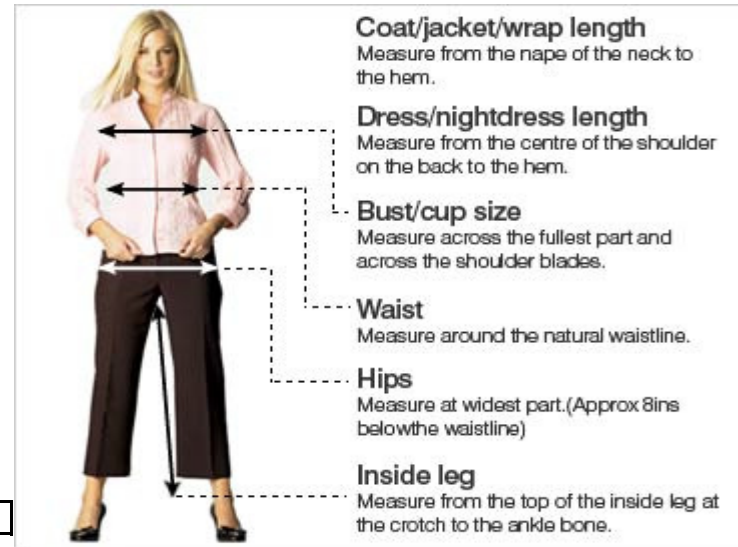 Coat/jacket/wrap length
Measure from the nape of the neck to
the hem.
Dress/nightdress length
Measure from the centre of the shoulder
on the back to the hem.
Bust/cup size
Measure across the fullest part and
across the shoulder blades.
Waist
Measure around the natural waistline.
Hips
Measure at widest part.(Approx 8ins
belowthe waistline)
Inside leg
Measure from the top of the inside leg at
the crotch to the ankle bone.